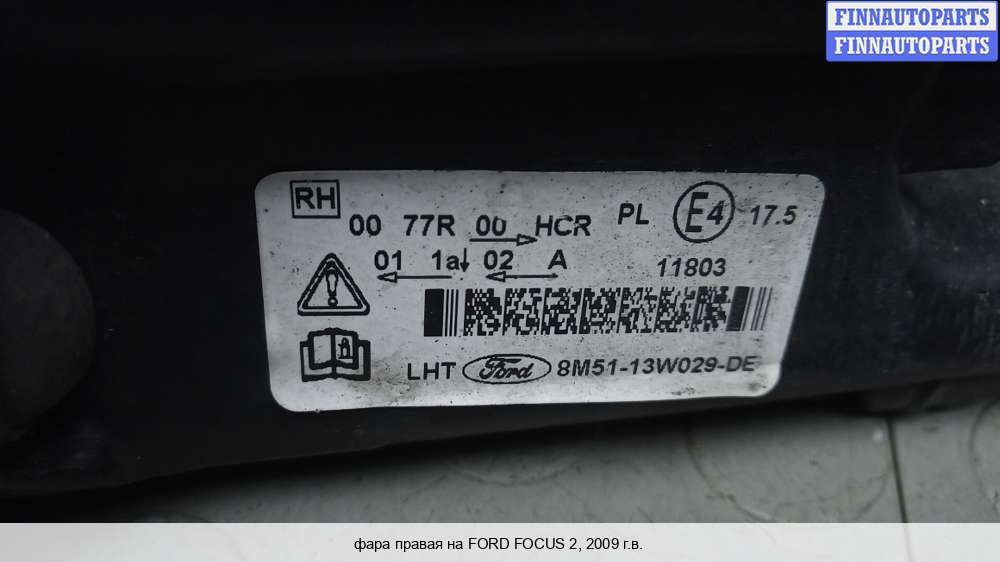 FINNAUTOPARTS
FINNAUTOPARTS
RH
00 77R 00 HCR PL E4 17.5
01 1a 02 A 11803
LHT Ford 8M51-13W029-DE
фара правая на FORD FOCUS 2, 2009 г.в.